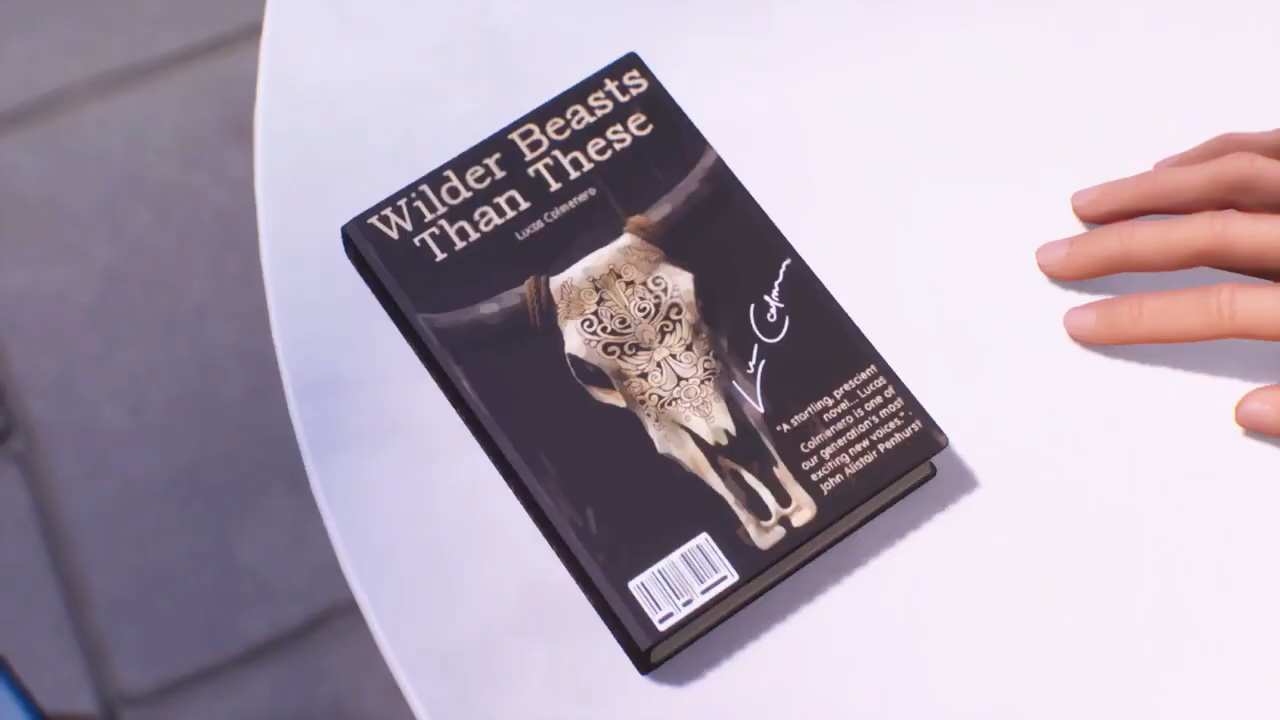 Wilder Beasts
Than These
Lucas Colmenero
"A startling, prescient
novel... Lucas
Colmenero is one of
our generation's most
exciting new voices." -
John Alistair Penhurst